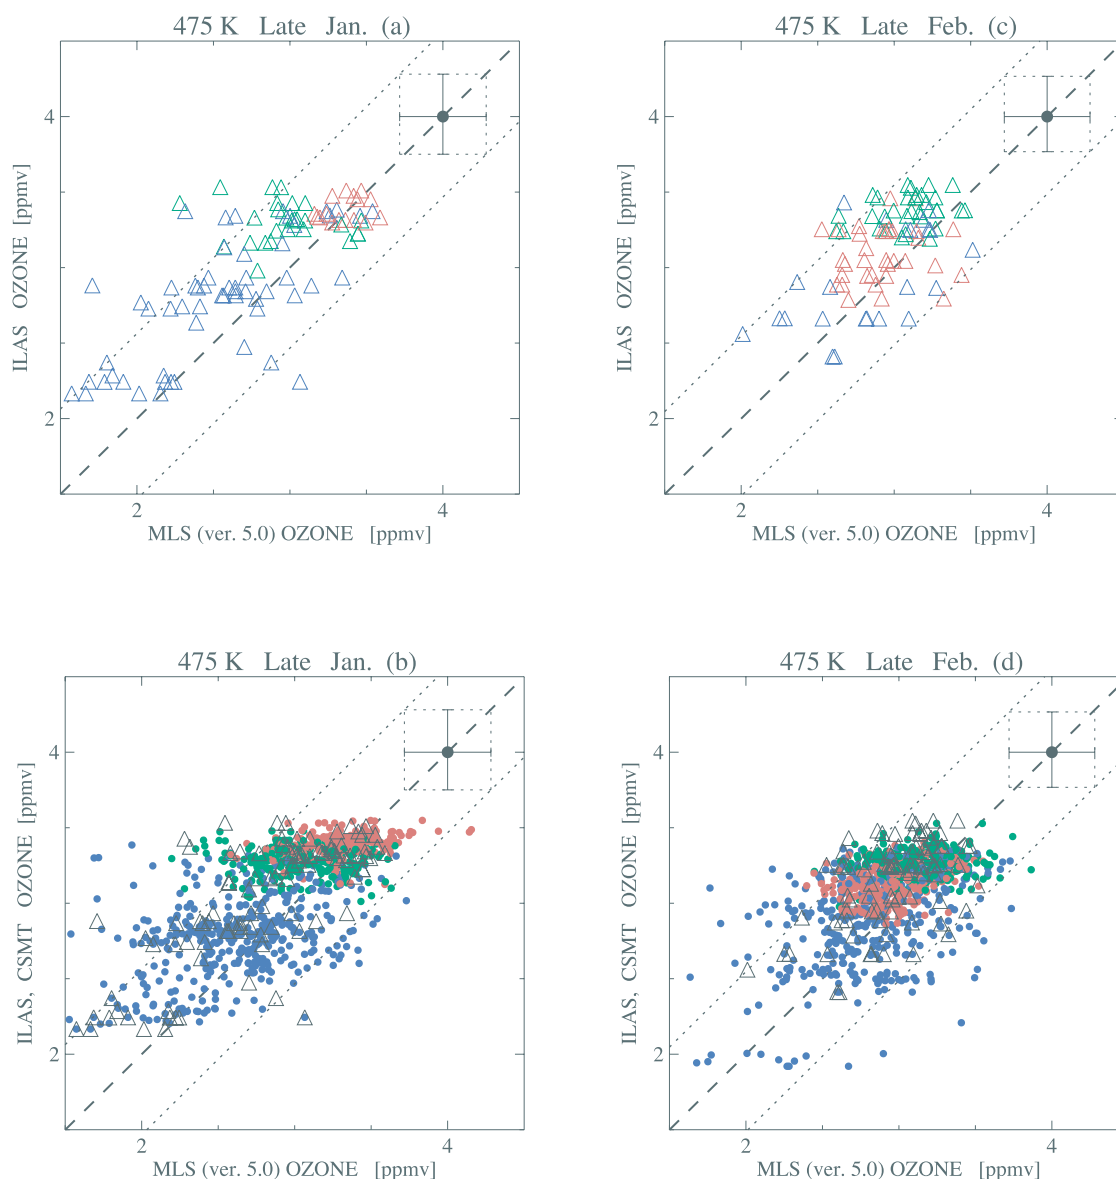 475 K Late Jan. (a)
4
2
ILAS OZONE [ppmv]
2 4
MLS (ver. 5.0) OZONE [ppmv]
475 K Late Feb. (c)
4
2
ILAS OZONE [ppmv]
2 4
MLS (ver. 5.0) OZONE [ppmv]
475 K Late Jan. (b)
4
2
ILAS, CSMT OZONE [ppmv]
2 4
MLS (ver. 5.0) OZONE [ppmv]
475 K Late Feb. (d)
4
2
ILAS, CSMT OZONE [ppmv]
2 4
MLS (ver. 5.0) OZONE [ppmv]